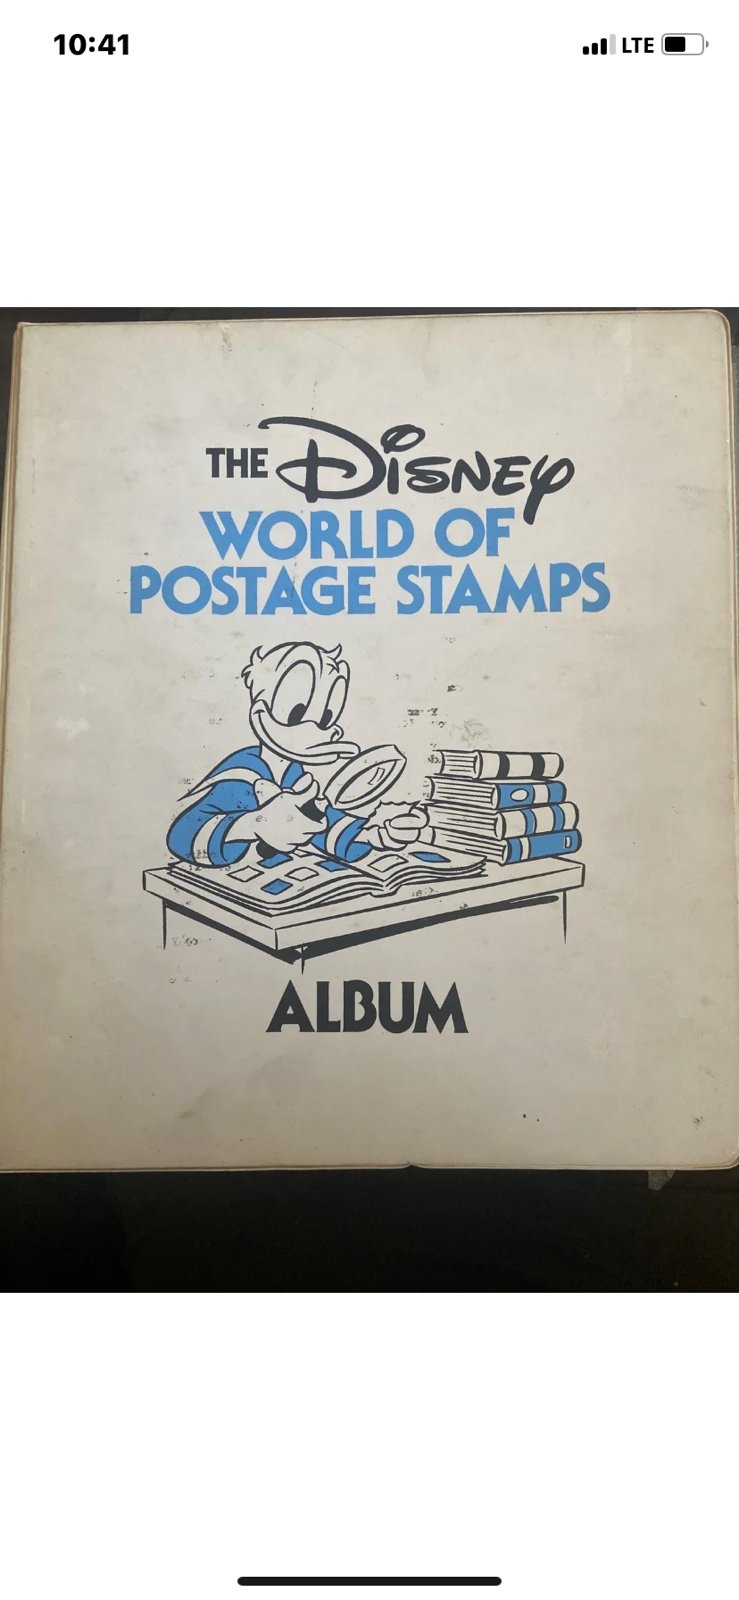 10:41
LTE
THE Disney
WORLD OF
POSTAGE STAMPS
ALBUM